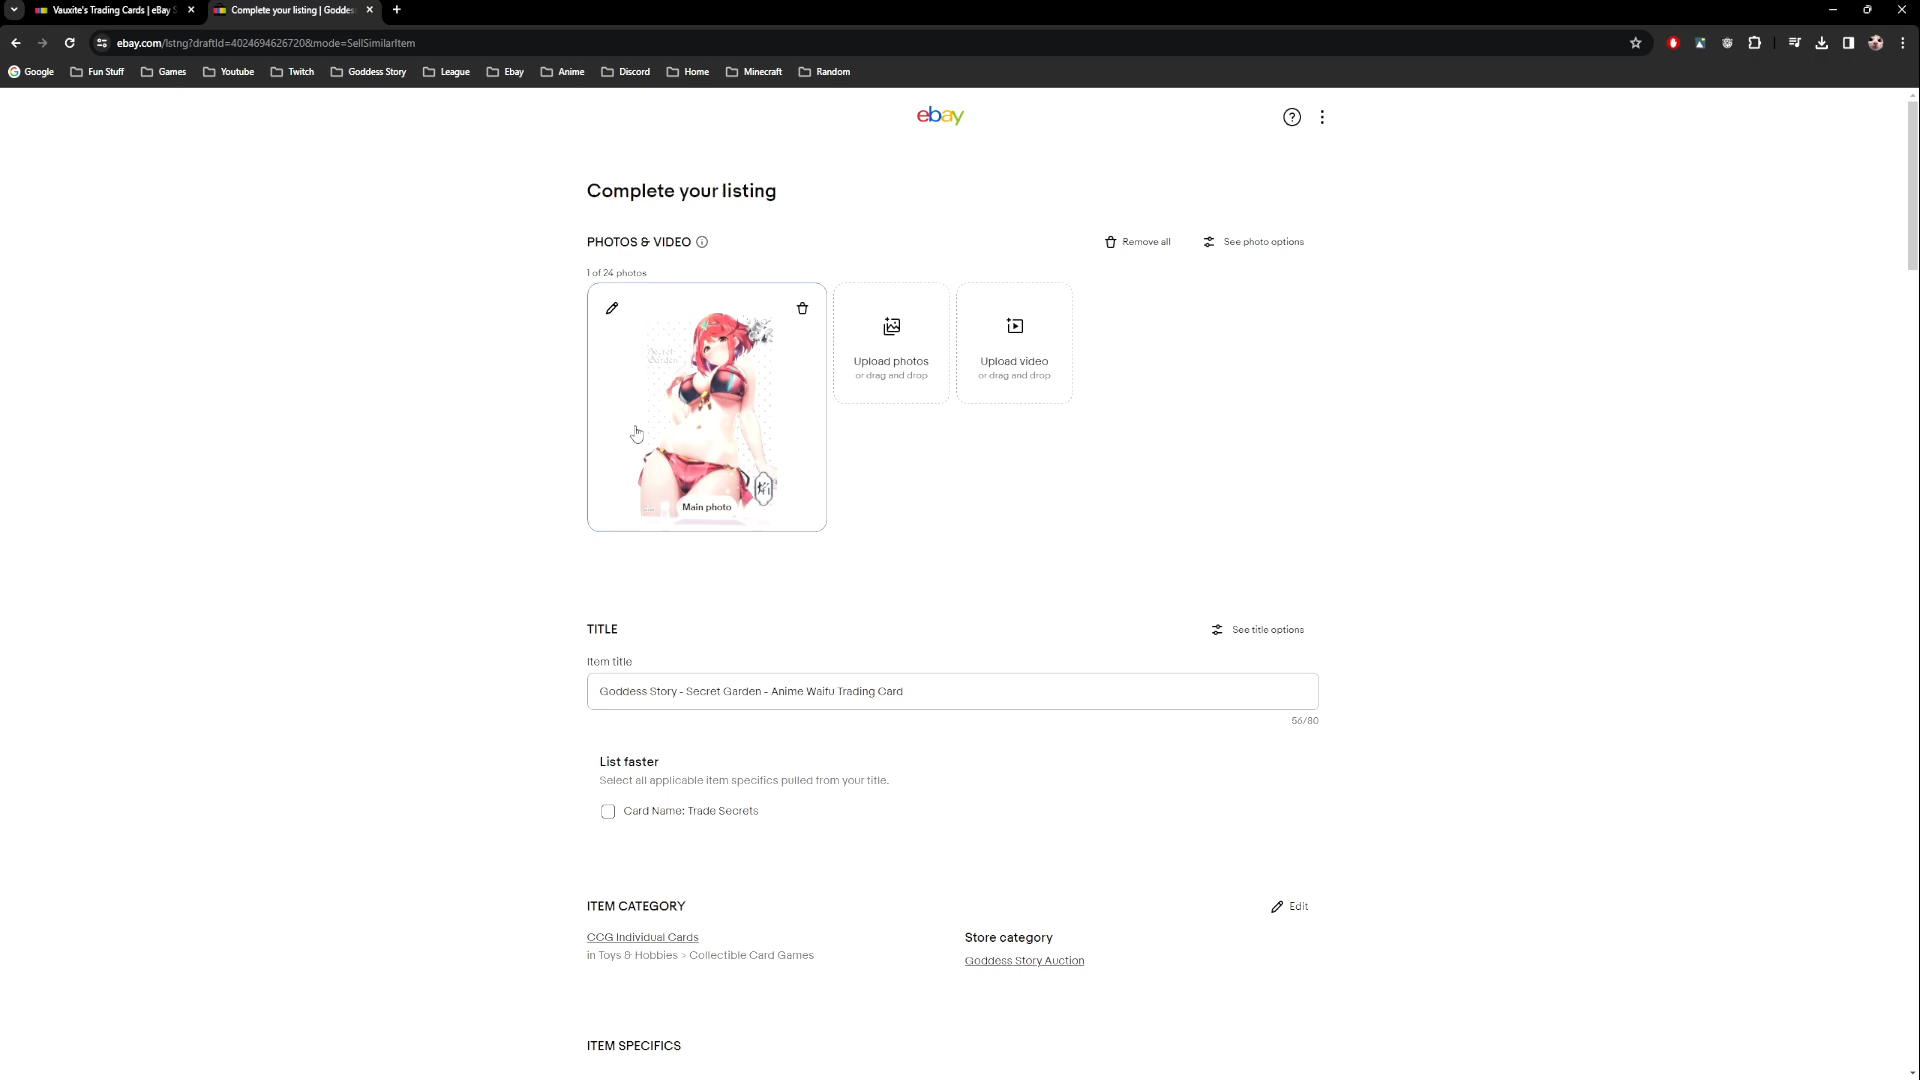 Vauxite's Trading Cards | eBay S
Complete your listing | Goddes
ebay.com/lstng?draftId=4024694626720&mode=SellSimilarItem
Google Fun Stuff Games Youtube Twitch Goddess Story League Ebay Anime Discord Home Minecraft Random
ebay
Complete your listing
PHOTOS & VIDEO
Remove all
See photo options
1 of 24 photos
Secret
Garden
焰
Main photo
Upload photos
or drag and drop
Upload video
or drag and drop
TITLE
See title options
Item title
Goddess Story - Secret Garden - Anime Waifu Trading Card
56/80
List faster
Select all applicable item specifics pulled from your title.
Card Name: Trade Secrets
ITEM CATEGORY
Edit
CCG Individual Cards
in Toys & Hobbies > Collectible Card Games
Store category
Goddess Story Auction
ITEM SPECIFICS